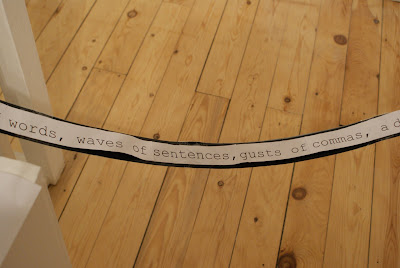 words, waves of sentences, gusts of commas, a d